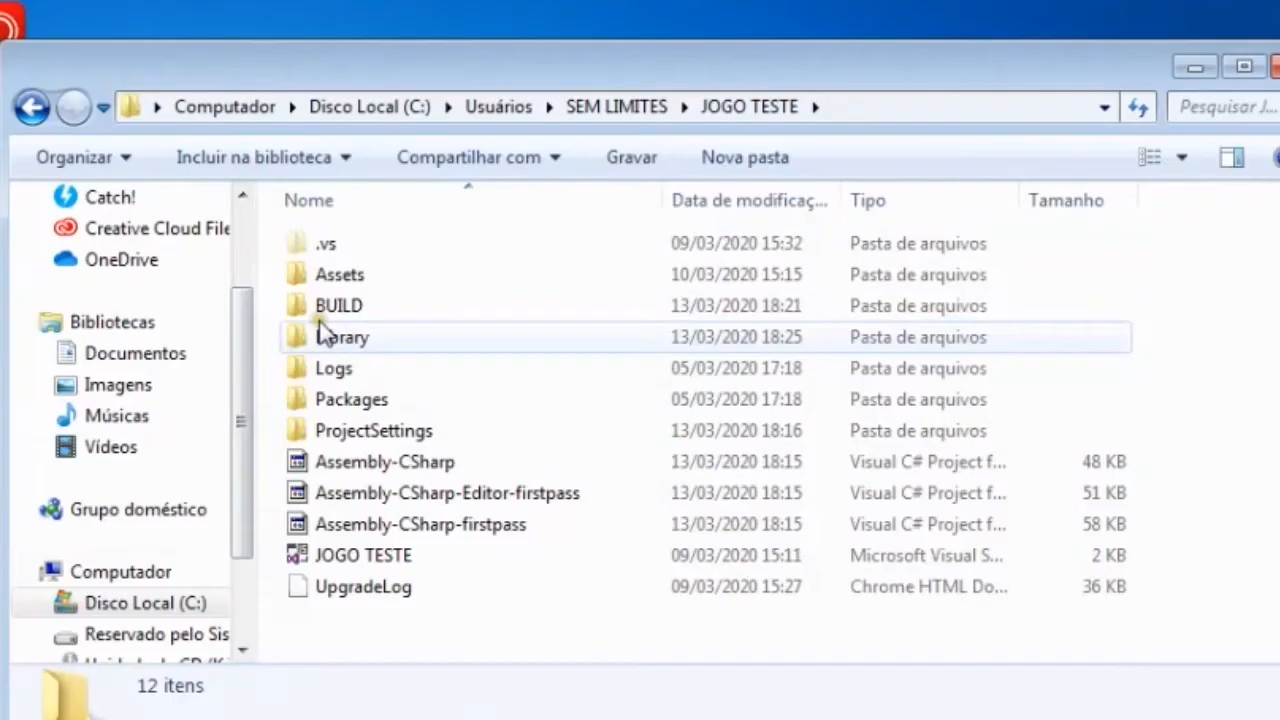 Computador Disco Local (C:) Usuários SEM LIMITES JOGO TESTE Pesquisar J...
Organizar Incluir na biblioteca Compartilhar com Gravar Nova pasta
Catch!
Creative Cloud File
OneDrive
Bibliotecas
Documentos
Imagens
Músicas
Vídeos
Grupo doméstico
Computador
Disco Local (C:)
Reservado pelo Sis
Nome Data de modificaç... Tipo Tamanho
.vs 09/03/2020 15:32 Pasta de arquivos
Assets 10/03/2020 15:15 Pasta de arquivos
BUILD 13/03/2020 18:21 Pasta de arquivos
Library 13/03/2020 18:25 Pasta de arquivos
Logs 05/03/2020 17:18 Pasta de arquivos
Packages 05/03/2020 17:18 Pasta de arquivos
ProjectSettings 13/03/2020 18:16 Pasta de arquivos
Assembly-CSharp 13/03/2020 18:15 Visual C# Project f... 48 KB
Assembly-CSharp-Editor-firstpass 13/03/2020 18:15 Visual C# Project f... 51 KB
Assembly-CSharp-firstpass 13/03/2020 18:15 Visual C# Project f... 58 KB
JOGO TESTE 09/03/2020 15:11 Microsoft Visual S... 2 KB
UpgradeLog 09/03/2020 15:27 Chrome HTML Do... 36 KB
12 itens